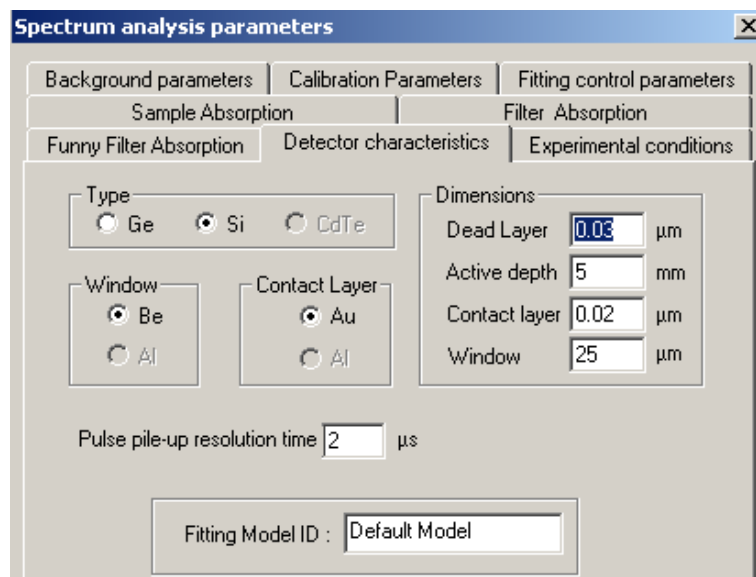 Spectrum analysis parameters
Background parameters Calibration Parameters Fitting control parameters
Sample Absorption Filter Absorption
Funny Filter Absorption Detector characteristics Experimental conditions
Type
Ge Si CdTe
Window
Be
Al
Contact Layer
Au
Al
Dimensions
Dead Layer 0.03 µm
Active depth 5 mm
Contact layer 0.02 µm
Window 25 µm
Pulse pile-up resolution time 2 µs
Fitting Model ID : Default Model